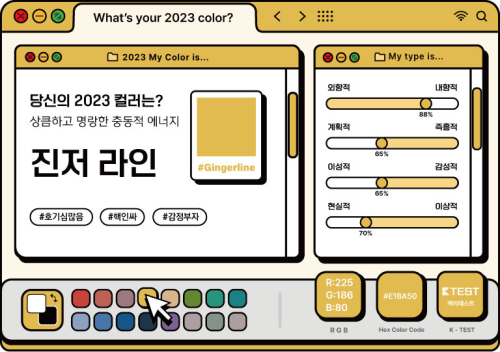 What's your 2023 color?
2023 My Color is...
당신의 2023 컬러는?
상큼하고 명랑한 충동적 에너지
진저 라인
#Gingerline
#호기심많음 #핵인싸 #감정부자
My type is...
외향적 내향적
88%
계획적 즉흥적
65%
이성적 감성적
65%
현실적 이상적
70%
R:225
G:186
B:80
RGB
#E1BA50
Hex Color Code
KTEST
케이테스트
K - TEST